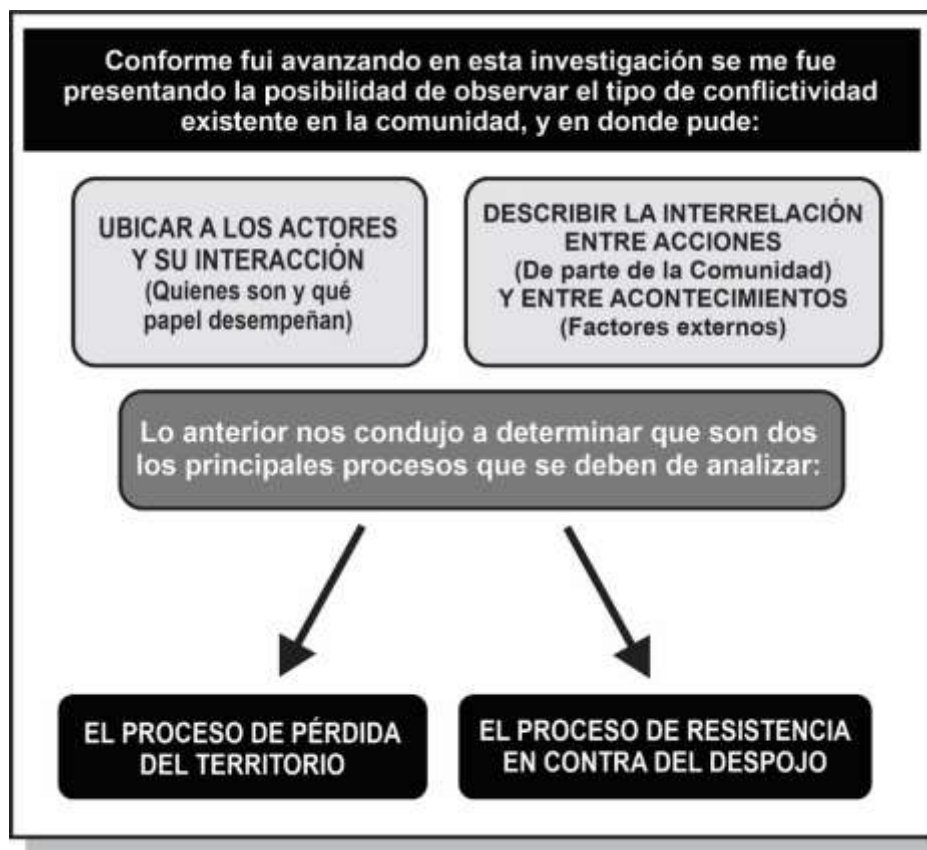 Conforme fui avanzando en esta investigación se me fue
presentando la posibilidad de observar el tipo de conflictividad
existente en la comunidad, y en donde pude:
UBICAR A LOS ACTORES
Y SU INTERACCIÓN
(Quienes son y qué
papel desempeñan)
DESCRIBIR LA INTERRELACIÓN
ENTRE ACCIONES
(De parte de la Comunidad)
Y ENTRE ACONTECIMIENTOS
(Factores externos)
Lo anterior nos condujo a determinar que son dos
los principales procesos que se deben de analizar:
EL PROCESO DE PÉRDIDA
DEL TERRITORIO
EL PROCESO DE RESISTENCIA
EN CONTRA DEL DESPOJO